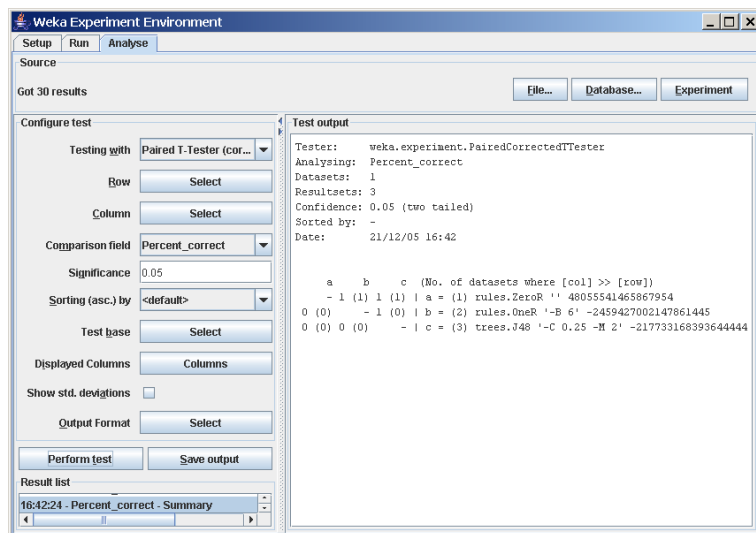 Weka Experiment Environment
Setup Run Analyse
Source
Got 30 results
File... Database... Experiment
Configure test
Testing with Paired T-Tester (cor...
Row Select
Column Select
Comparison field Percent_correct
Significance 0.05
Sorting (asc.) by <default>
Test base Select
Displayed Columns Columns
Show std. deviations
Output Format Select
Perform test Save output
Result list
16:42:24 - Percent_correct - Summary
Test output
Tester: weka.experiment.PairedCorrectedTTester
Analysing: Percent_correct
Datasets: 1
Resultsets: 3
Confidence: 0.05 (two tailed)
Sorted by: -
Date: 21/12/05 16:42
a b c (No. of datasets where [col] >> [row])
- 1 (1) 1 (1) | a = (1) rules.ZeroR '' 48055541465867954
0 (0) - 1 (0) | b = (2) rules.OneR '-B 6' -2459427002147861445
0 (0) 0 (0) - | c = (3) trees.J48 '-C 0.25 -M 2' -217733168393644444